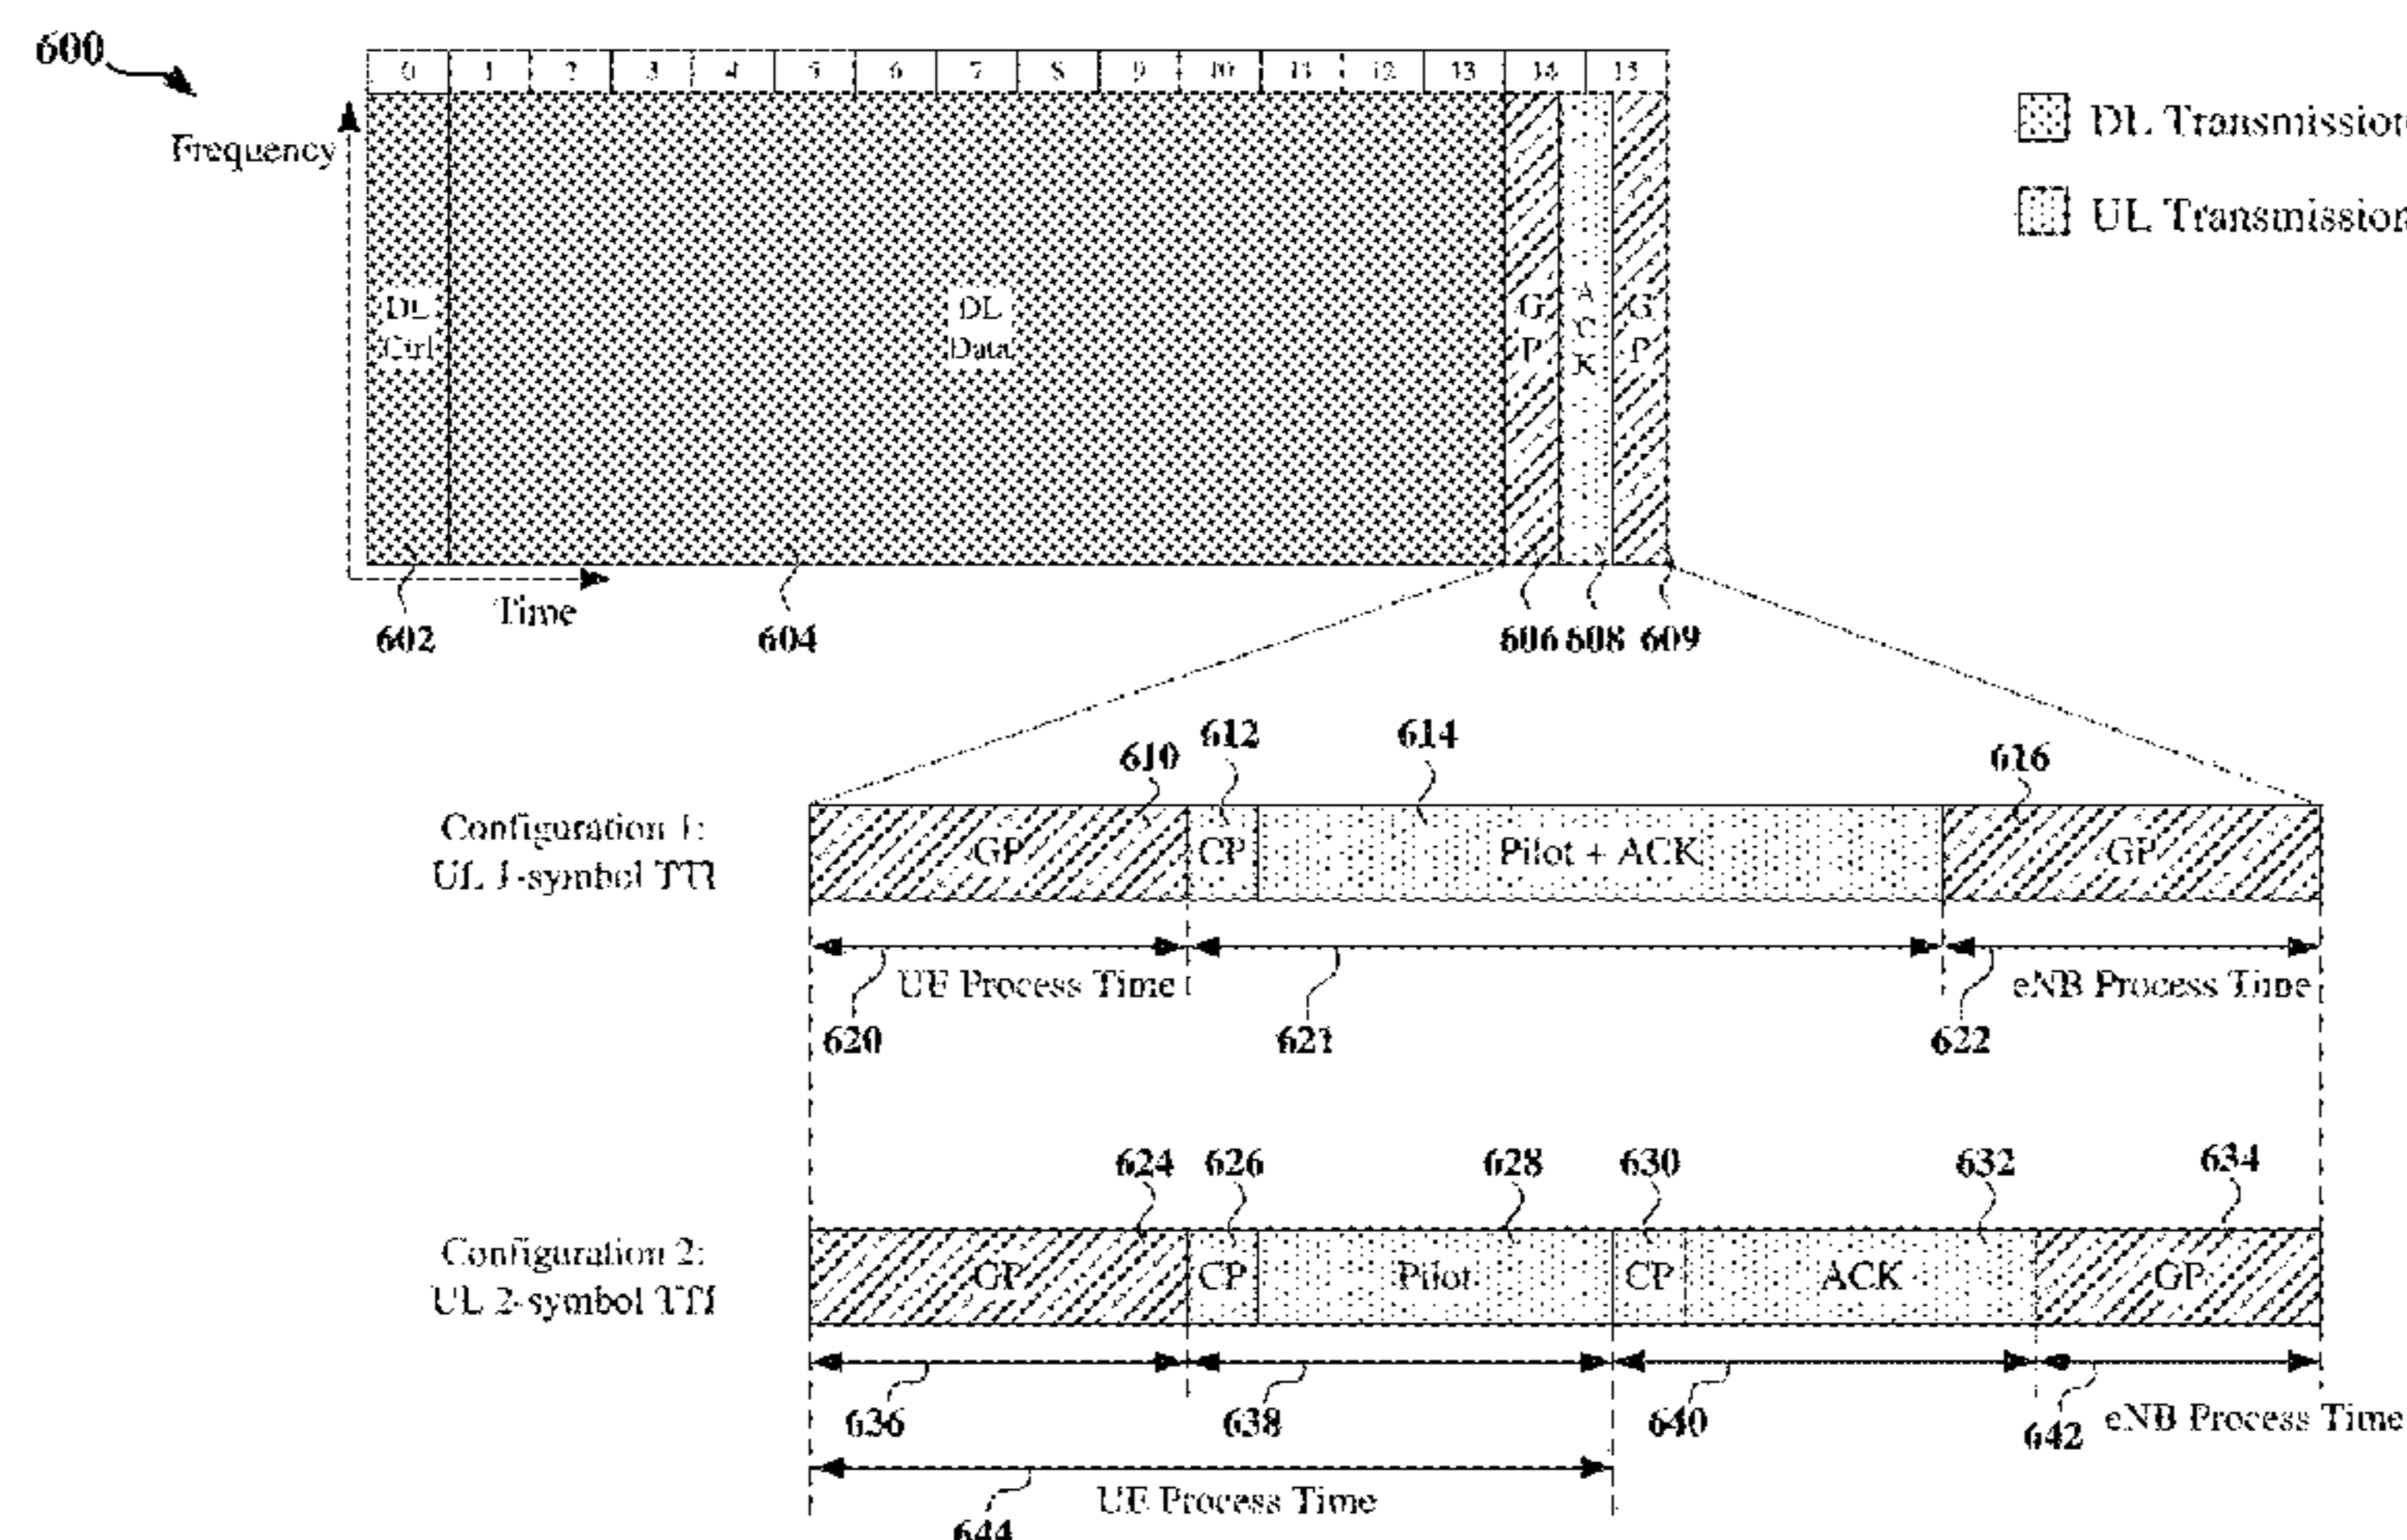 600
0 1 2 3 4 5 6 7 8 9 10 11 12 13 14 15
Frequency
DL Transmission
UL Transmission
DL
Ctrl
DL
Data
GP
ACK
GP
Time
602
604
606 608 609
610
612
614
616
Configuration 1:
UL 1-symbol TTI
GP
CP
Pilot + ACK
GP
UE Process Time
eNB Process Time
620
621
622
624
626
628
630
632
634
Configuration 2:
UL 2-symbol TTI
GP
CP
Pilot
CP
ACK
GP
636
638
640
642
eNB Process Time
UE Process Time
644